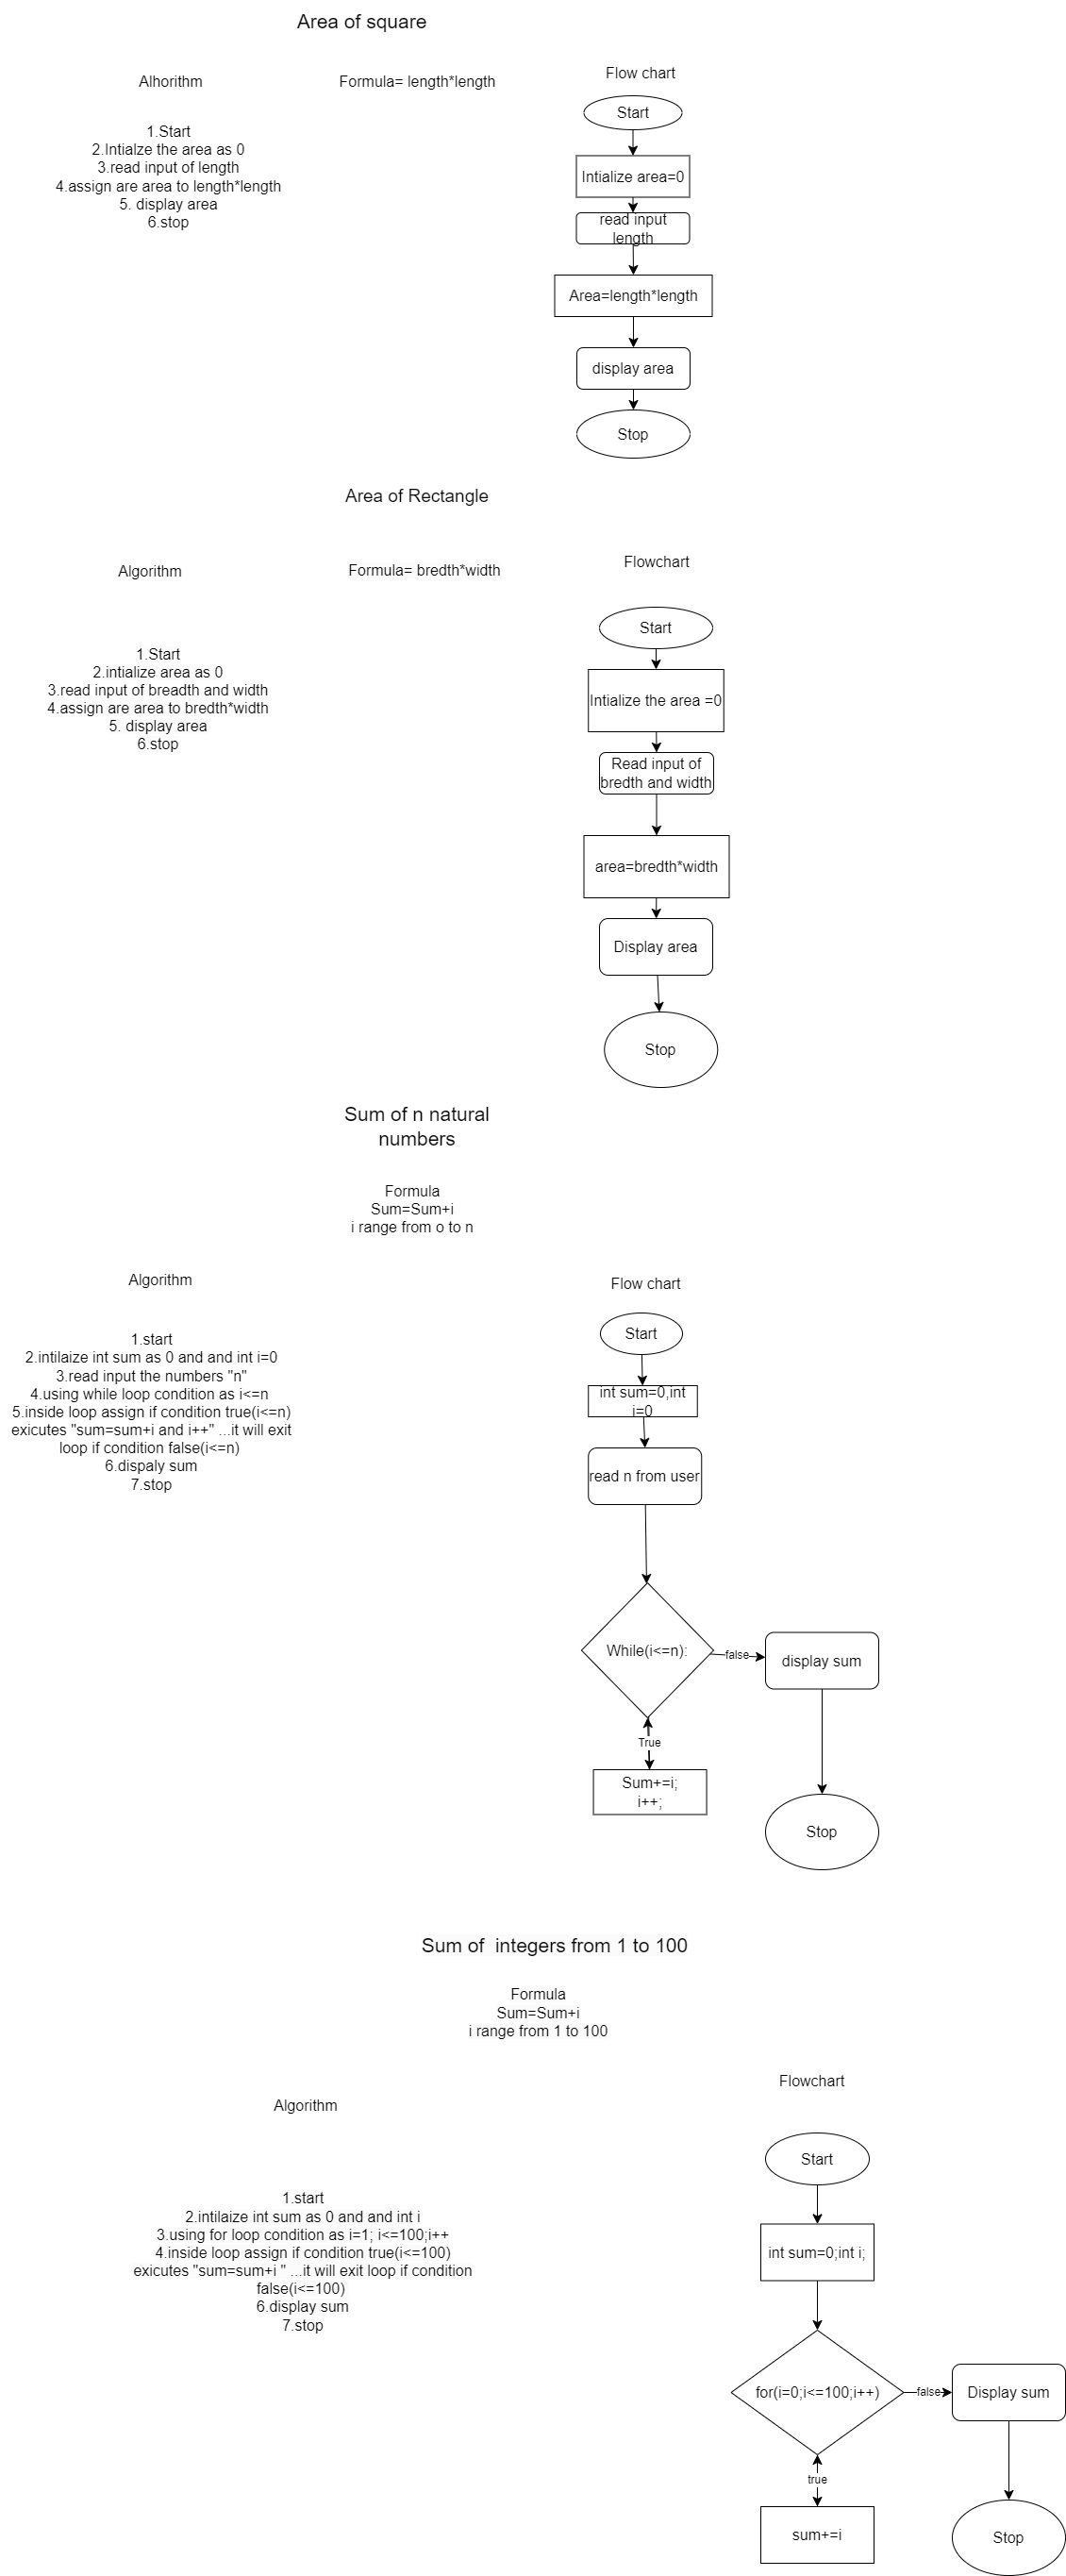 Area of square
Alhorithm
Formula= length*length
Flow chart
1.Start
2.Intialze the area as 0
3.read input of length
4.assign are area to length*length
5. display area
6.stop
Start
Intialize area=0
read input
length
Area=length*length
display area
Stop
Area of Rectangle
Algorithm
Formula= bredth*width
Flowchart
1.Start
2.intialize area as 0
3.read input of breadth and width
4.assign are area to bredth*width
5. display area
6.stop
Start
Intialize the area =0
Read input of
bredth and width
area=bredth*width
Display area
Stop
Sum of n natural
numbers
Formula
Sum=Sum+i
i range from o to n
Algorithm
Flow chart
1.start
2.intilaize int sum as 0 and and int i=0
3.read input the numbers "n"
4.using while loop condition as i<=n
5.inside loop assign if condition true(i<=n)
exicutes "sum=sum+i and i++" ...it will exit
loop if condition false(i<=n)
6.dispaly sum
7.stop
Start
int sum=0,int
i=0
read n from user
While(i<=n):
false
display sum
True
Sum+=i;
i++;
Stop
Sum of  integers from 1 to 100
Formula
Sum=Sum+i
i range from 1 to 100
Algorithm
Flowchart
1.start
2.intilaize int sum as 0 and and int i
3.using for loop condition as i=1; i<=100;i++
4.inside loop assign if condition true(i<=100)
exicutes "sum=sum+i " ...it will exit loop if condition
false(i<=100)
6.display sum
7.stop
Start
int sum=0;int i;
for(i=0;i<=100;i++)
false
Display sum
true
sum+=i
Stop